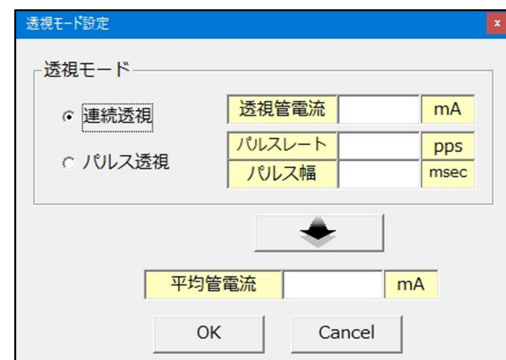 透視モード設定
x
透視モード
連続透視
透視管電流 mA
パルスレート pps
パルス透視
パルス幅 msec
平均管電流 mA
OK Cancel